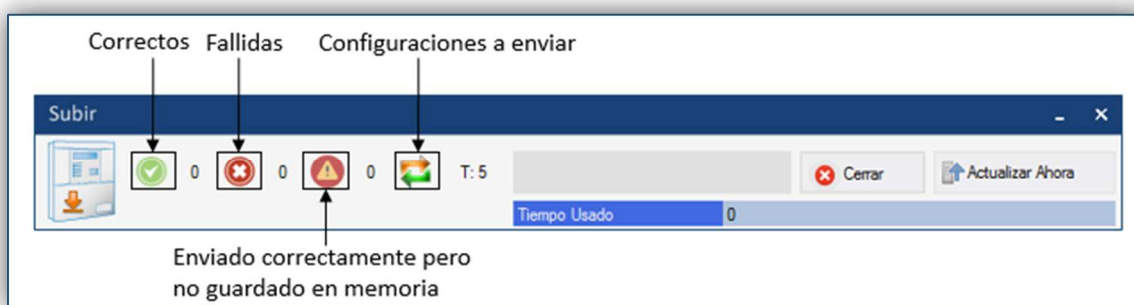 Correctos Fallidas Configuraciones a enviar
Subir
0 0 0 T: 5 Cerrar Actualizar Ahora
Tiempo Usado 0
Enviado correctamente pero
no guardado en memoria